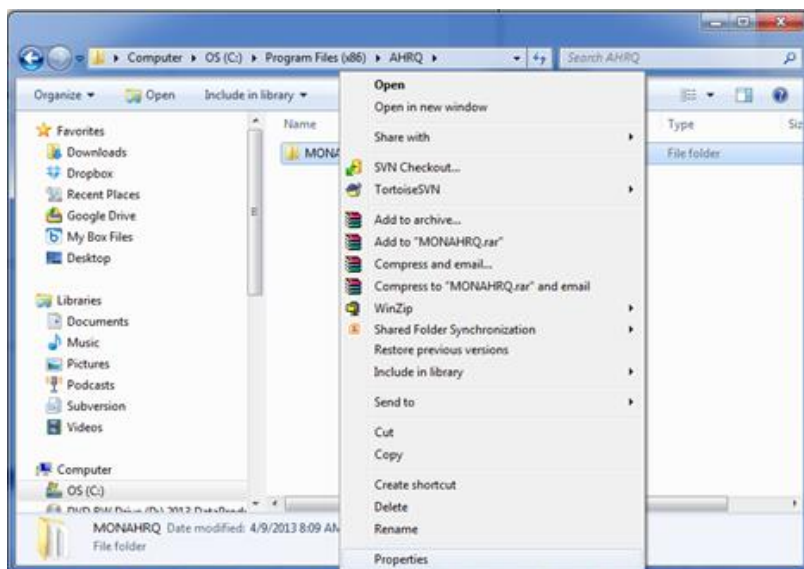 Computer OS (C:) Program Files (x86) AHRQ Search AHRQ
Organize Open Include in library
Name Type
Favorites
Downloads
Dropbox
Recent Places
Google Drive
My Box Files
Desktop
Libraries
Documents
Music
Pictures
Podcasts
Subversion
Videos
Computer
OS (C:)
File folder
Open
Open in new window
Share with
SVN Checkout...
TortoiseSVN
Add to archive...
Add to "MONAHRQ.rar"
Compress and email...
Compress to "MONAHRQ.rar" and email
WinZip
Shared Folder Synchronization
Restore previous versions
Include in library
Send to
Cut
Copy
Create shortcut
Delete
Rename
Properties
MONAHRQ Date modified: 4/9/2013 8:09 AM
File folder